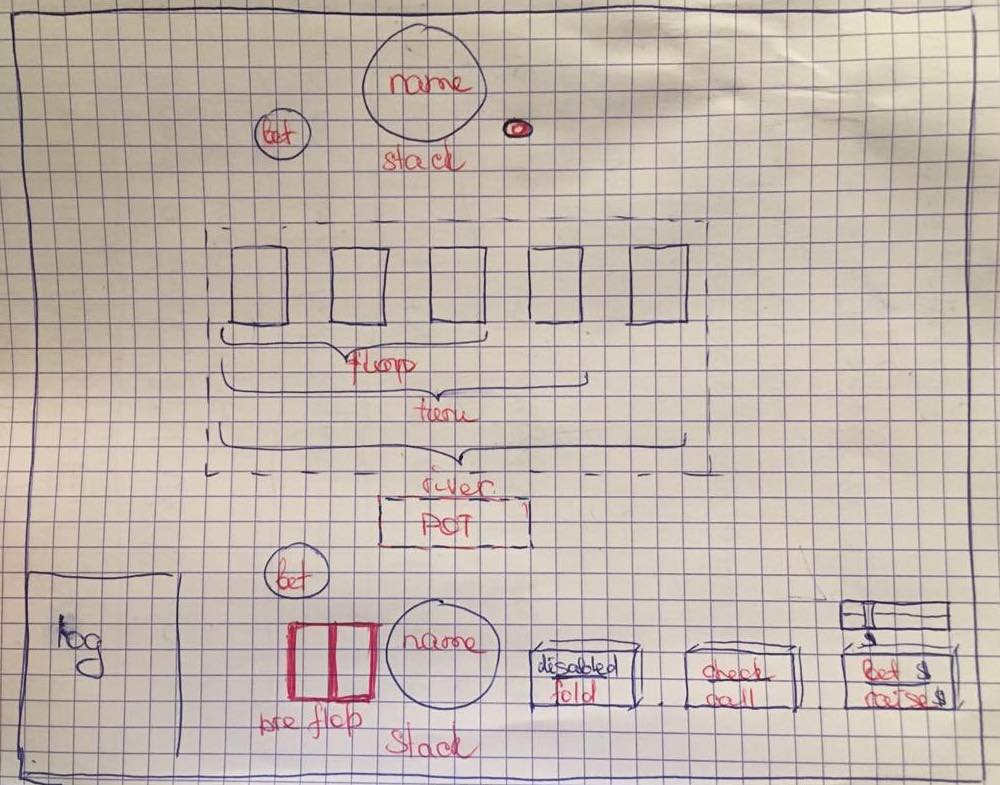 name
bet
stack
flop
turn
river
POT
bet
log
name
disabled
fold
check
call
bet $
raise $
pre flop
stack